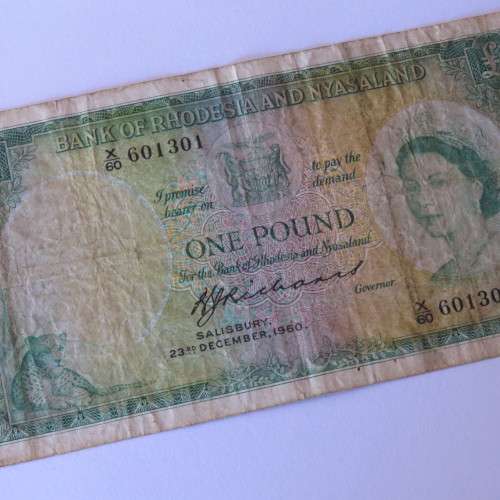 BANK OF RHODESIA AND NYASALAND
£
X/60 601301
I promise to pay the
bearer on demand
ONE POUND
For the Bank of Rhodesia and Nyasaland
Governor.
SALISBURY,
23RD DECEMBER, 1960.
X/60 60130